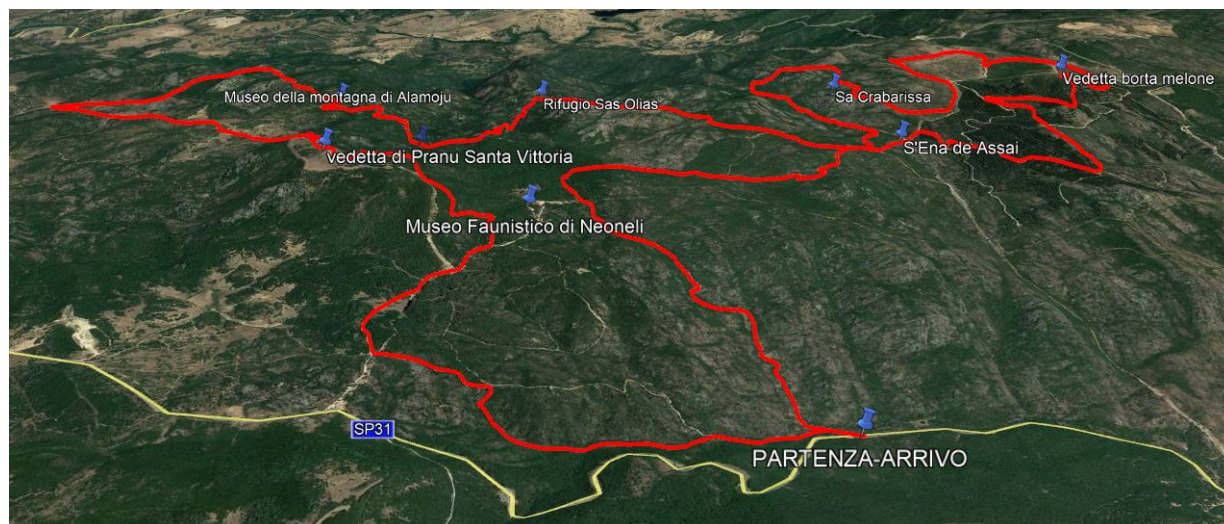 Vedetta borta melone
Museo della montagna di Alamoju
Rifugio Sas Olias
Sa Crabarissa
vedetta di Pranu Santa Vittoria
S'Ena de Assai
Museo Faunistico di Neoneli
SP31
PARTENZA-ARRIVO